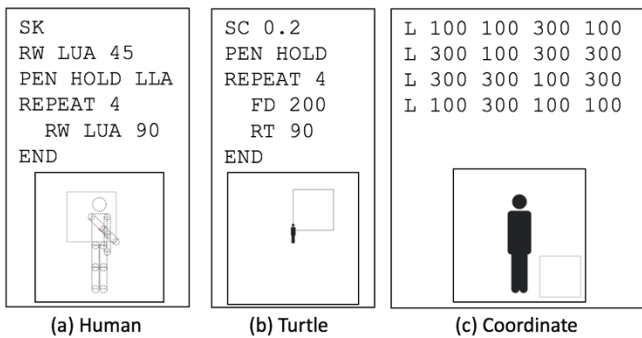 SK
RW LUA 45
PEN HOLD LLA
REPEAT 4
RW LUA 90
END
(a) Human
SC 0.2
PEN HOLD
REPEAT 4
FD 200
RT 90
END
(b) Turtle
L 100 100 300 100
L 300 100 300 300
L 300 300 100 300
L 100 300 100 100
(c) Coordinate